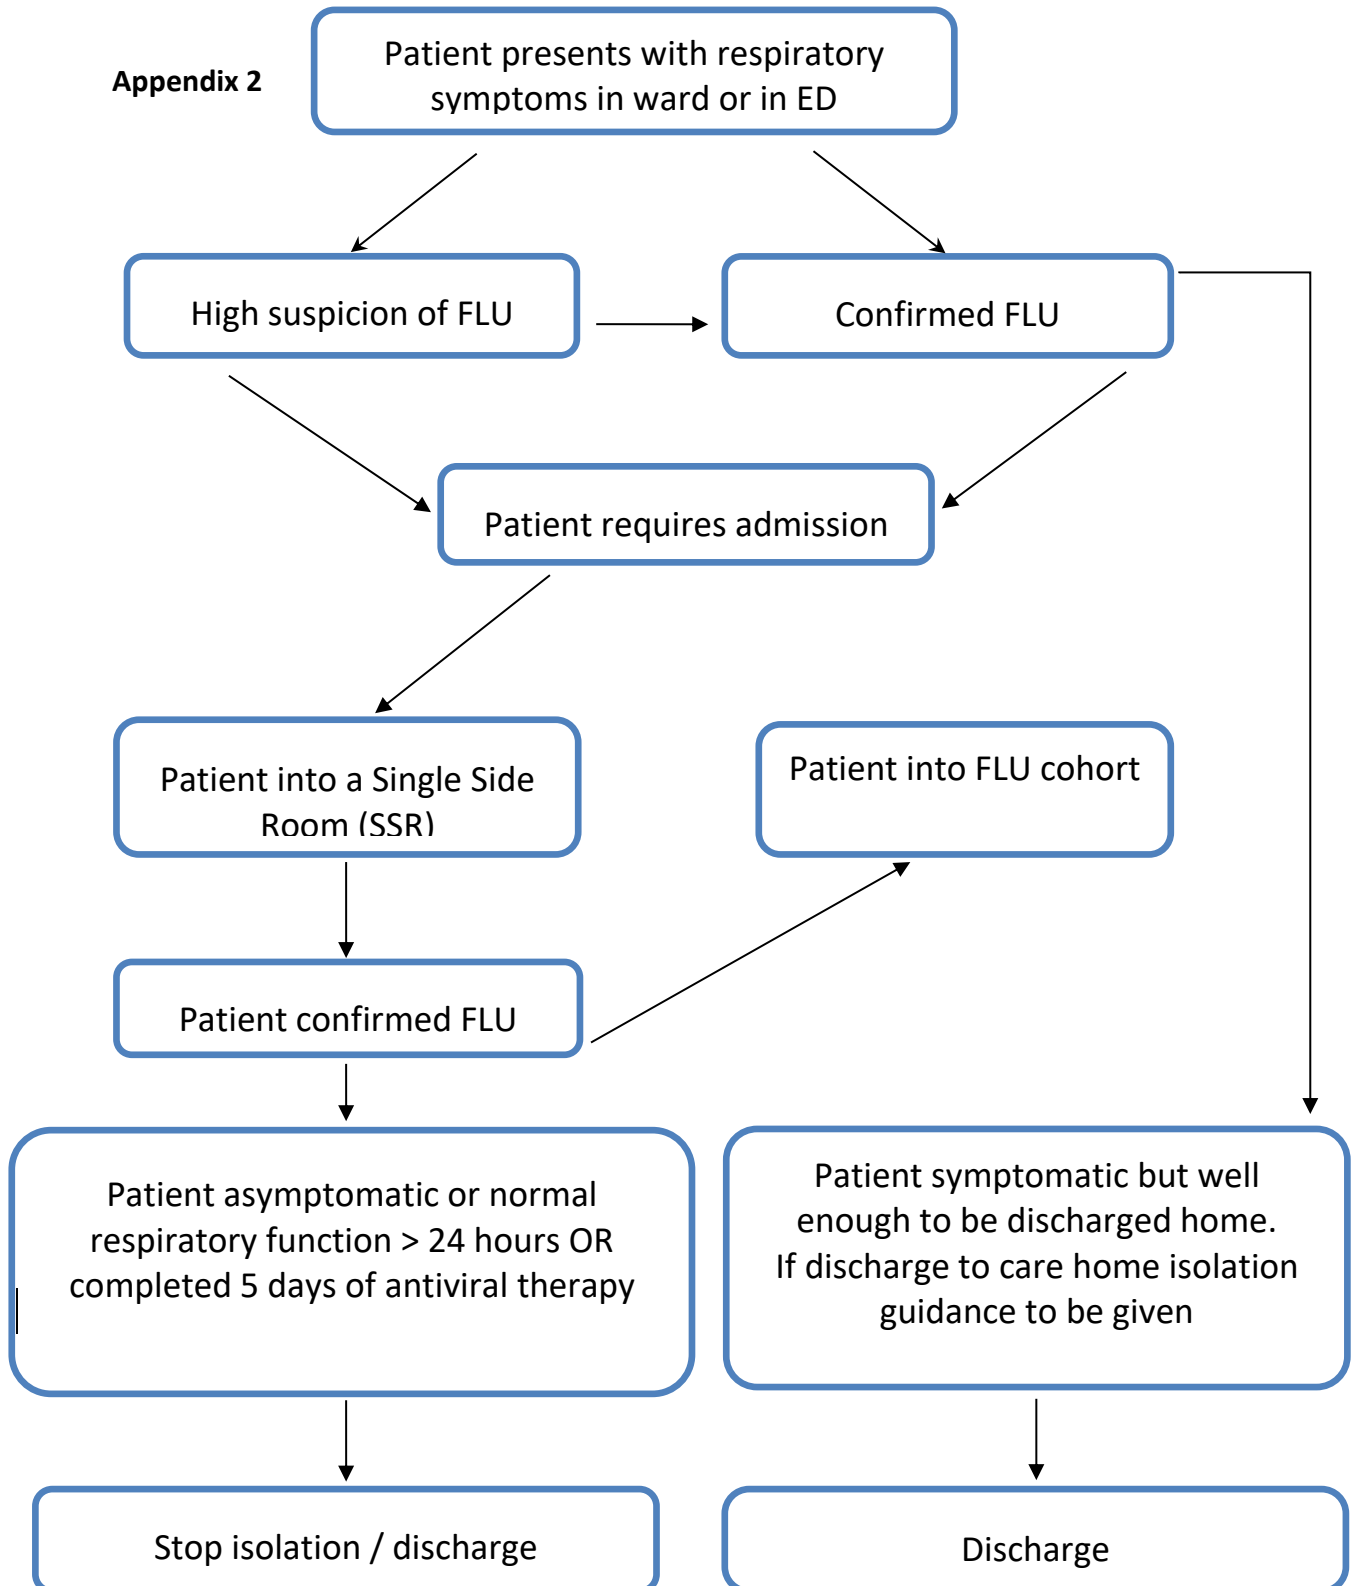 Appendix 2
Patient presents with respiratory
symptoms in ward or in ED
High suspicion of FLU
Confirmed FLU
Patient requires admission
Patient into a Single Side
Room (SSR)
Patient into FLU cohort
Patient confirmed FLU
Patient asymptomatic or normal
respiratory function > 24 hours OR
completed 5 days of antiviral therapy
Patient symptomatic but well
enough to be discharged home.
If discharge to care home isolation
guidance to be given
Stop isolation / discharge
Discharge